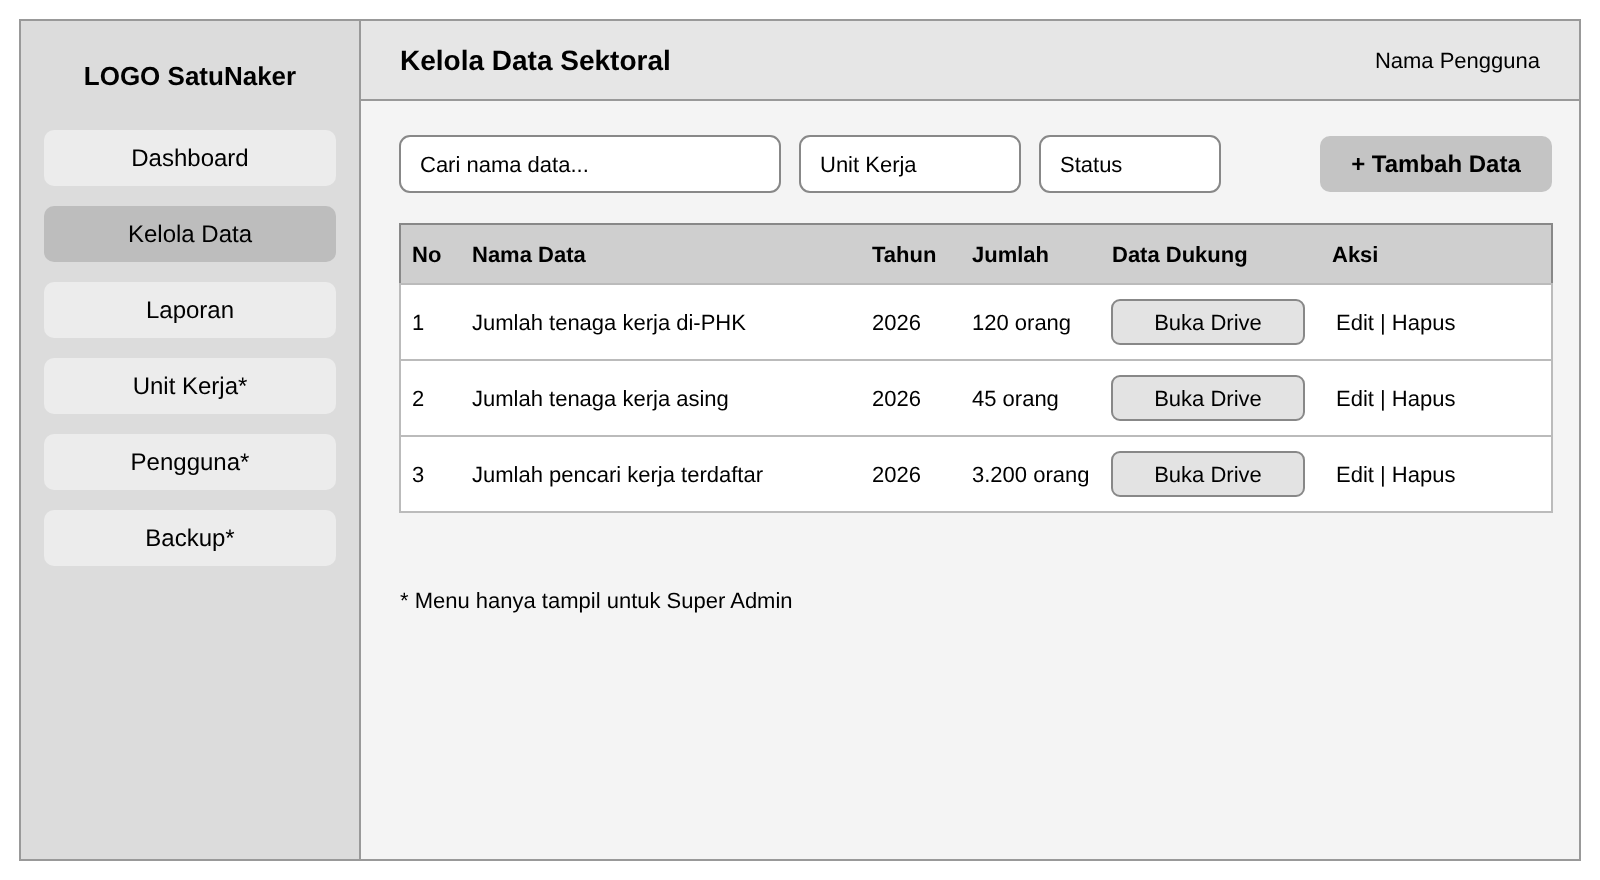 LOGO SatuNaker
Dashboard
Kelola Data
Laporan
Unit Kerja*
Pengguna*
Backup*
Kelola Data Sektoral
Nama Pengguna
Cari nama data...
Unit Kerja
Status
+ Tambah Data
No Nama Data Tahun Jumlah Data Dukung Aksi
1 Jumlah tenaga kerja di-PHK 2026 120 orang Buka Drive Edit | Hapus
2 Jumlah tenaga kerja asing 2026 45 orang Buka Drive Edit | Hapus
3 Jumlah pencari kerja terdaftar 2026 3.200 orang Buka Drive Edit | Hapus
* Menu hanya tampil untuk Super Admin